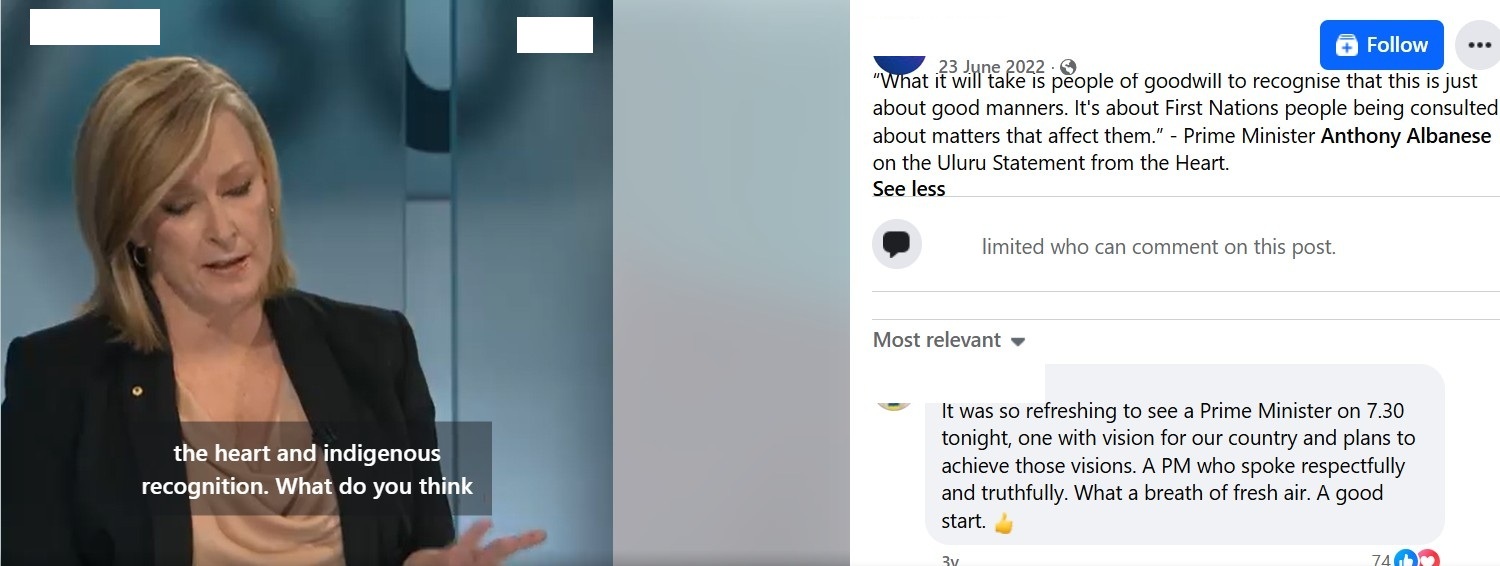 the heart and indigenous
recognition. What do you think
Follow
23 June 2022
“What it will take is people of goodwill to recognise that this is just
about good manners. It's about First Nations people being consulted
about matters that affect them.” - Prime Minister Anthony Albanese
on the Uluru Statement from the Heart.
See less
limited who can comment on this post.
Most relevant
It was so refreshing to see a Prime Minister on 7.30
tonight, one with vision for our country and plans to
achieve those visions. A PM who spoke respectfully
and truthfully. What a breath of fresh air. A good
start. 👍
3y
74